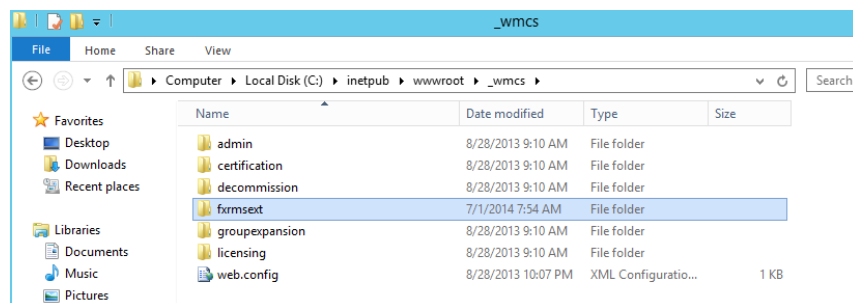 _wmcs
File Home Share View
Computer Local Disk (C:) inetpub wwwroot _wmcs Search
Favorites
Desktop
Downloads
Recent places
Libraries
Documents
Music
Pictures
Name Date modified Type Size
admin 8/28/2013 9:10 AM File folder
certification 8/28/2013 9:10 AM File folder
decommission 8/28/2013 9:10 AM File folder
fxrmsext 7/1/2014 7:54 AM File folder
groupexpansion 8/28/2013 9:10 AM File folder
licensing 8/28/2013 9:10 AM File folder
web.config 8/28/2013 10:07 PM XML Configuratio... 1 KB